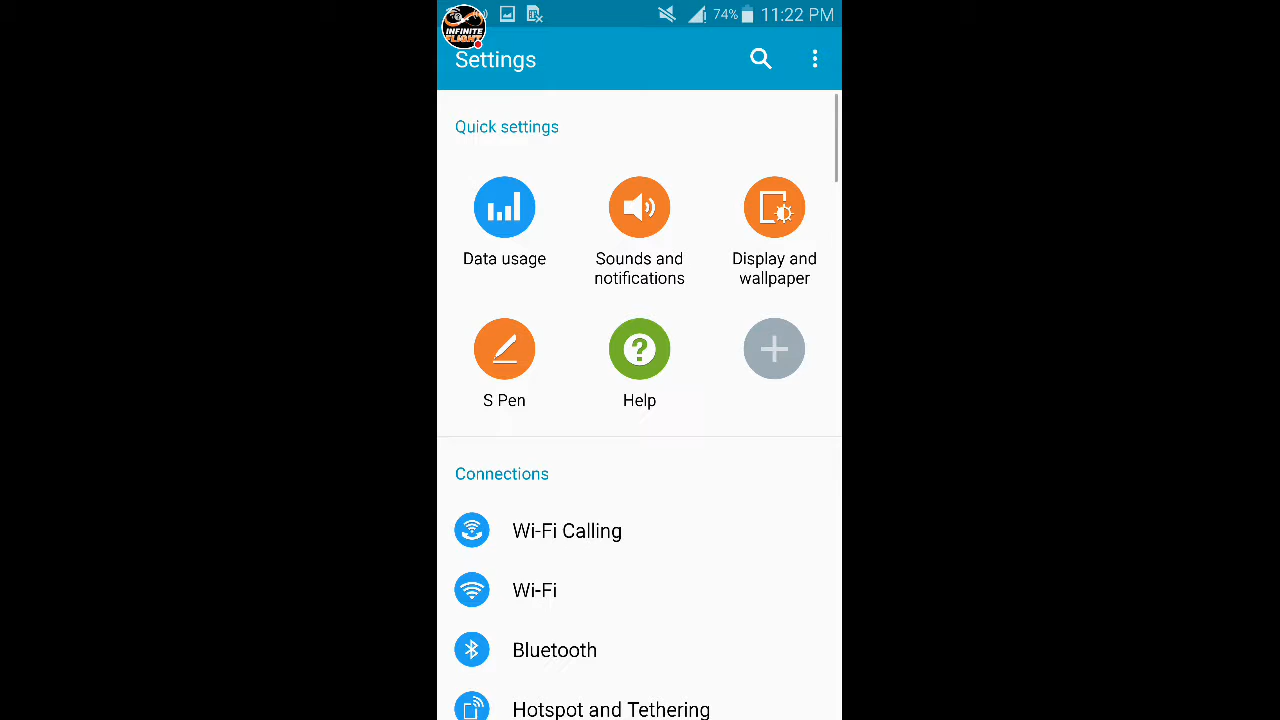 74% 11:22 PM
INFINITE
FLIGHT
Settings
Quick settings
Data usage
Sounds and
notifications
Display and
wallpaper
S Pen
Help
Connections
Wi-Fi Calling
Wi-Fi
Bluetooth
Hotspot and Tethering